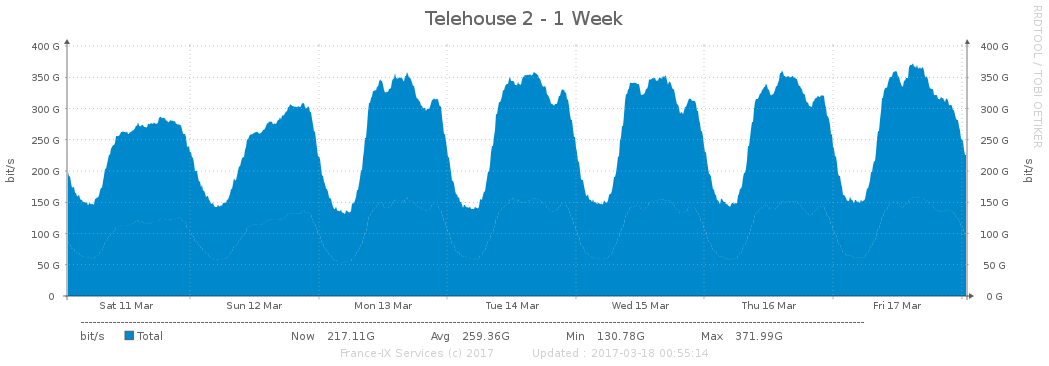 Telehouse 2 - 1 Week
RRDTOOL / TOBI OETIKER
bit/s
400 G 400 G
350 G 350 G
300 G 300 G
250 G 250 G
200 G 200 G
150 G 150 G
100 G 100 G
50 G 50 G
0 0 G
bit/s
Sat 11 Mar Sun 12 Mar Mon 13 Mar Tue 14 Mar Wed 15 Mar Thu 16 Mar Fri 17 Mar
bit/s Total Now 217.11G Avg 259.36G Min 130.78G Max 371.99G
France-IX Services (c) 2017 Updated : 2017-03-18 00:55:14